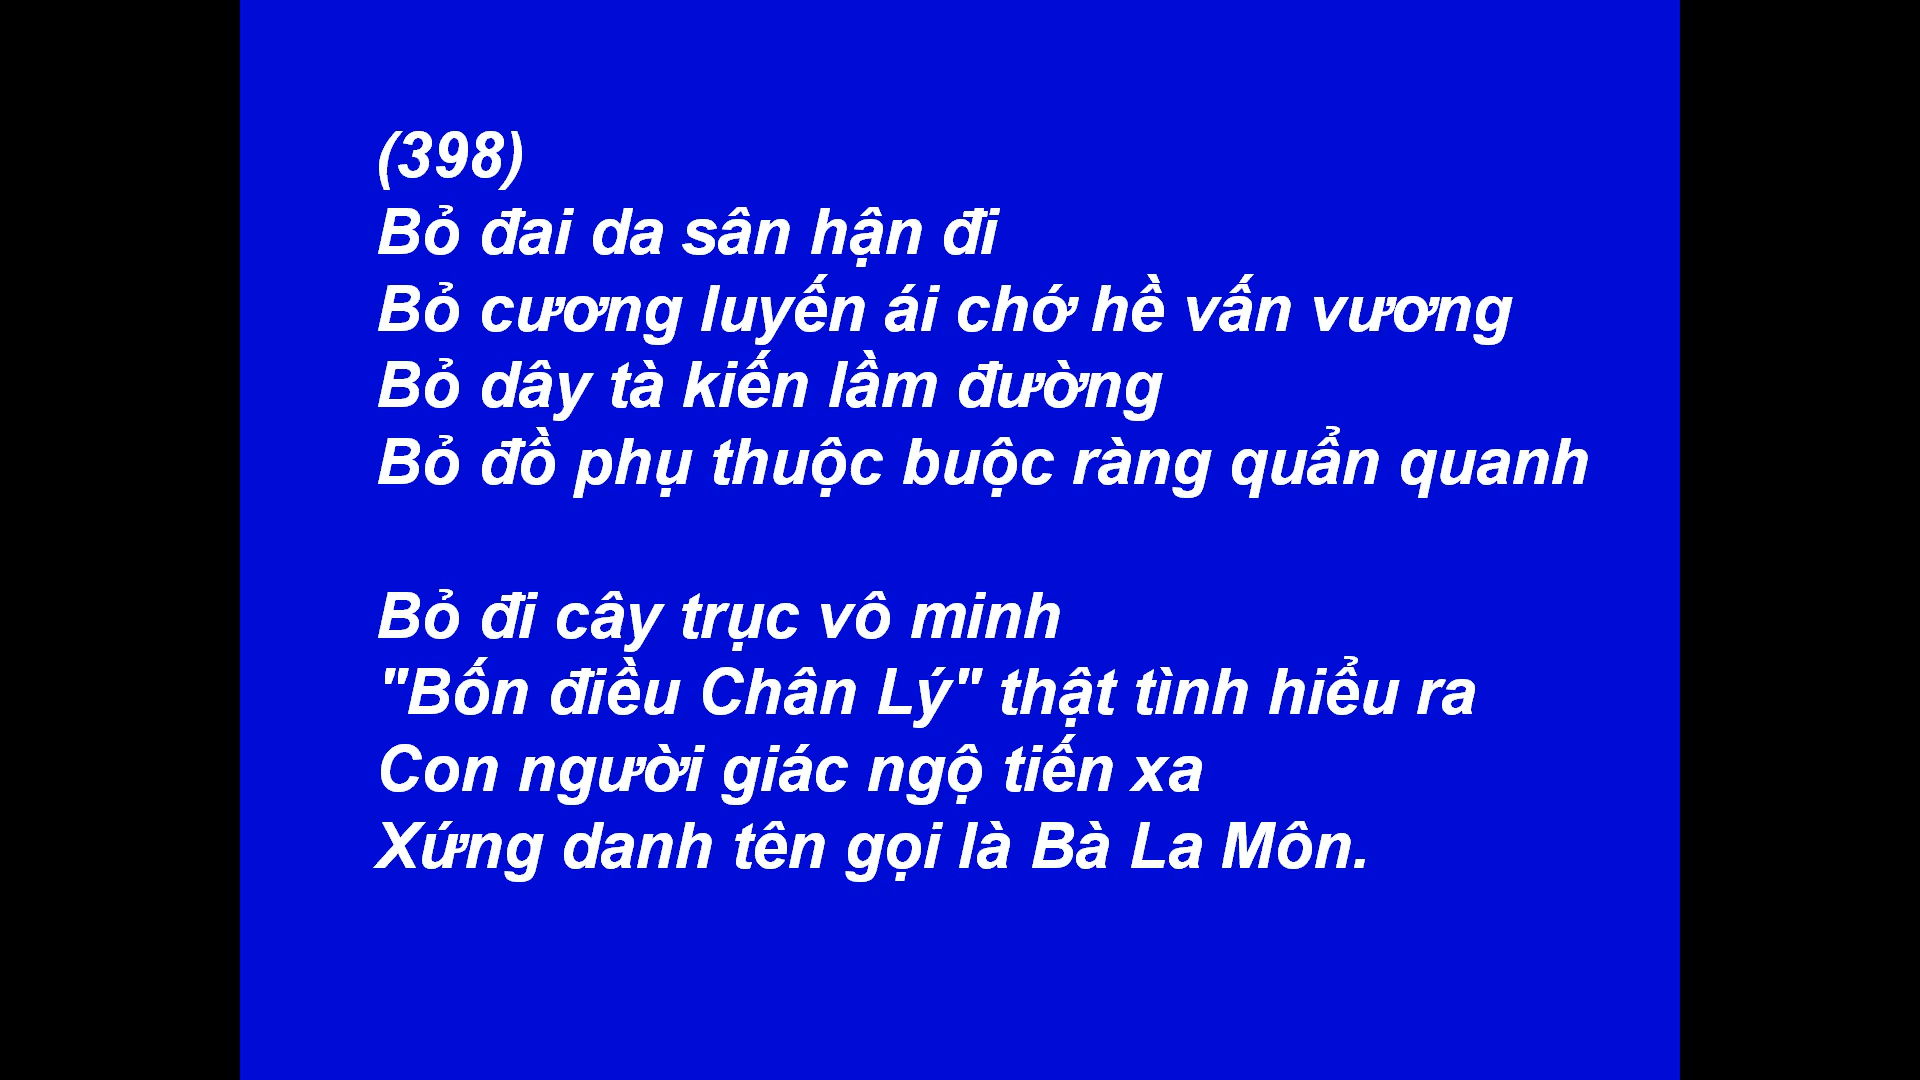 (398)
Bỏ đai da sân hận đi
Bỏ cương luyến ái chớ hề vấn vương
Bỏ dây tà kiến lầm đường
Bỏ đồ phụ thuộc buộc ràng quẩn quanh
Bỏ đi cây trục vô minh
"Bốn điều Chân Lý" thật tình hiểu ra
Con người giác ngộ tiến xa
Xứng danh tên gọi là Bà La Môn.